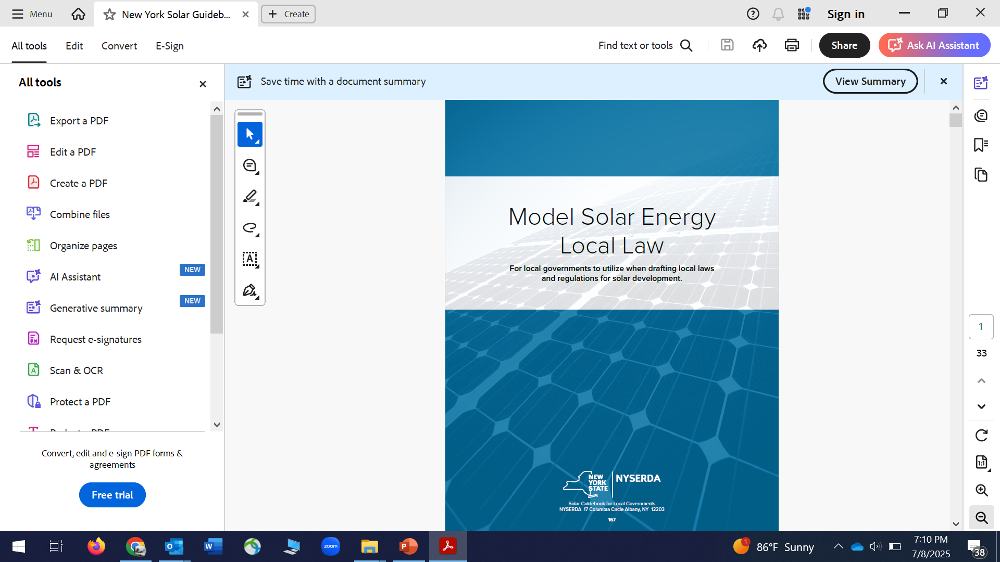 Menu
New York Solar Guideb...
Create
Sign in
All tools
Edit
Convert
E-Sign
Find text or tools
Share
Ask AI Assistant
All tools
Save time with a document summary
View Summary
Export a PDF
Edit a PDF
Create a PDF
Combine files
Organize pages
AI Assistant
NEW
Generative summary
NEW
Request e-signatures
Scan & OCR
Protect a PDF
Convert, edit and e-sign PDF forms &
agreements
Free trial
Model Solar Energy
Local Law
For local governments to utilize when drafting local laws
and regulations for solar development.
NEW
YORK
STATE
NYSERDA
Solar Guidebook for Local Governments
NYSERDA 17 Columbia Circle Albany, NY 12203
167
1
33
1:1
zoom
1
86°F Sunny
7:10 PM
7/8/2025
38